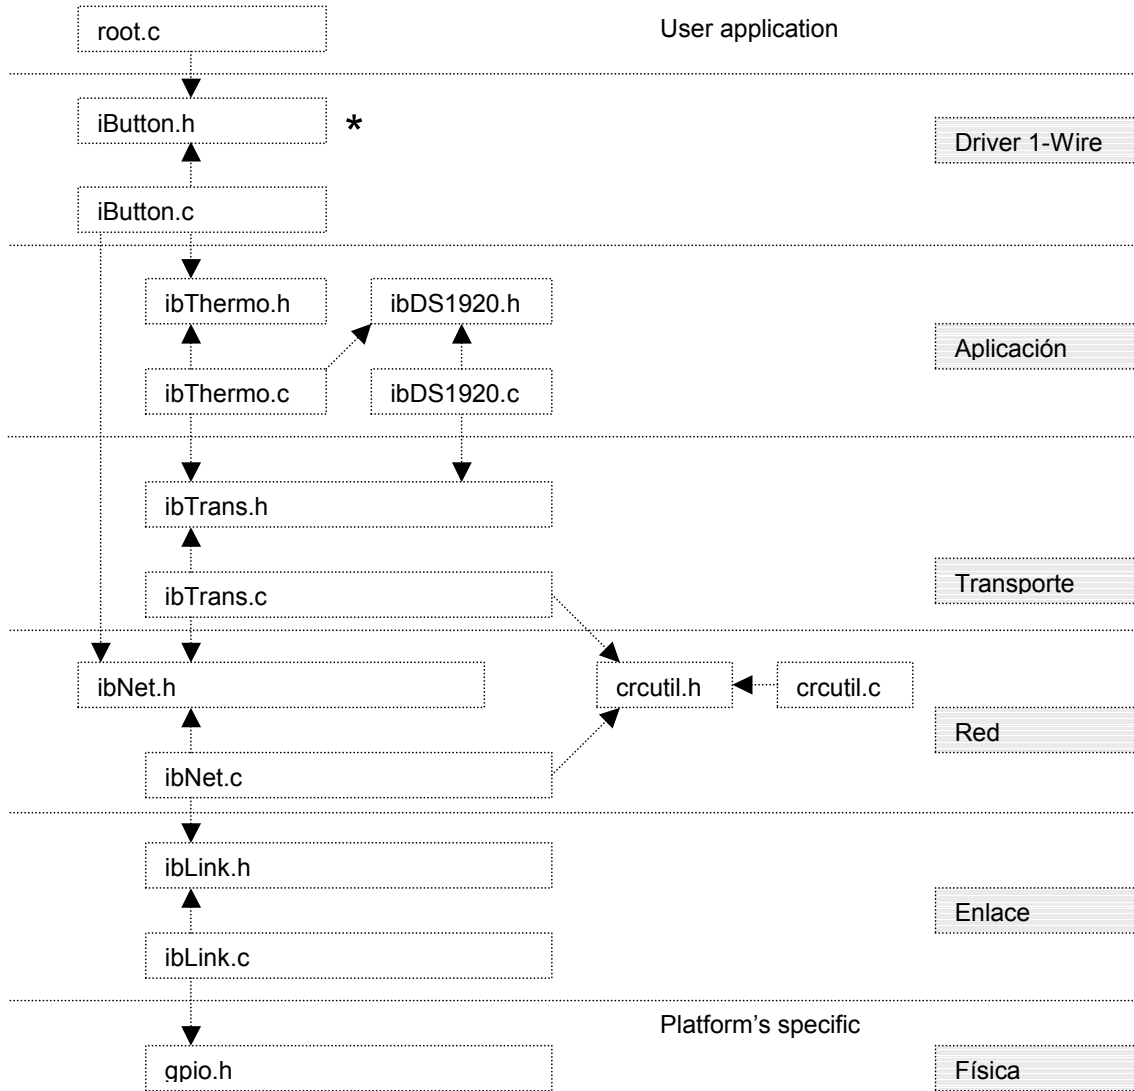 root.c
User application
iButton.h
*
Driver 1-Wire
iButton.c
ibThermo.h
ibDS1920.h
Aplicación
ibThermo.c
ibDS1920.c
ibTrans.h
ibTrans.c
Transporte
ibNet.h
crcutil.h
crcutil.c
Red
ibNet.c
ibLink.h
Enlace
ibLink.c
Platform's specific
gpio.h
Física